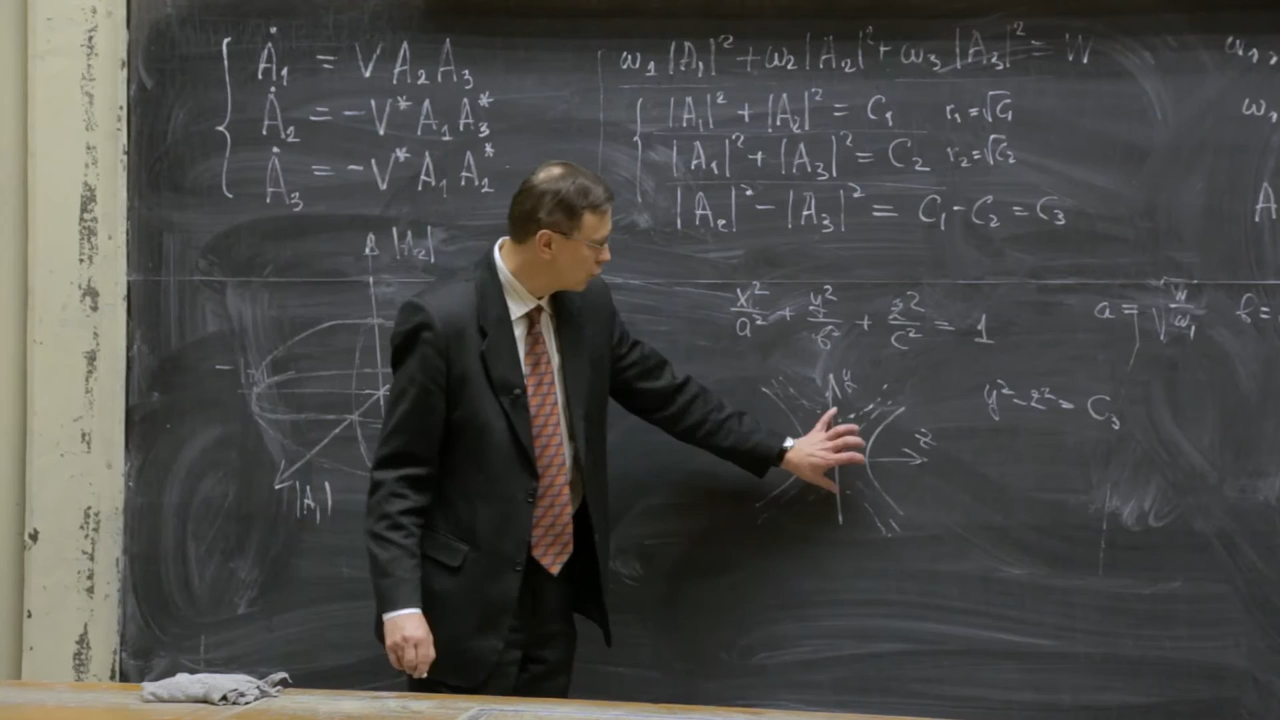 Ȧ₁ = V A₂ A₃
Ȧ₂ = -V* A₁ A₃*
Ȧ₃ = -V* A₁ A₂*
ω₁ |A₁|² + ω₂ |A₂|² + ω₃ |A₃|² = W
|A₁|² + |A₂|² = C₁ r₁ = √C₁
|A₁|² + |A₃|² = C₂ r₂ = √C₂
|A₂|² - |A₃|² = C₁ - C₂ = C₃
A
|A₂|
|A₁|
x²/a² + y²/b² + z²/c² = 1
a = √(W/ω₁) b =
y
z
y² - z² = C₃